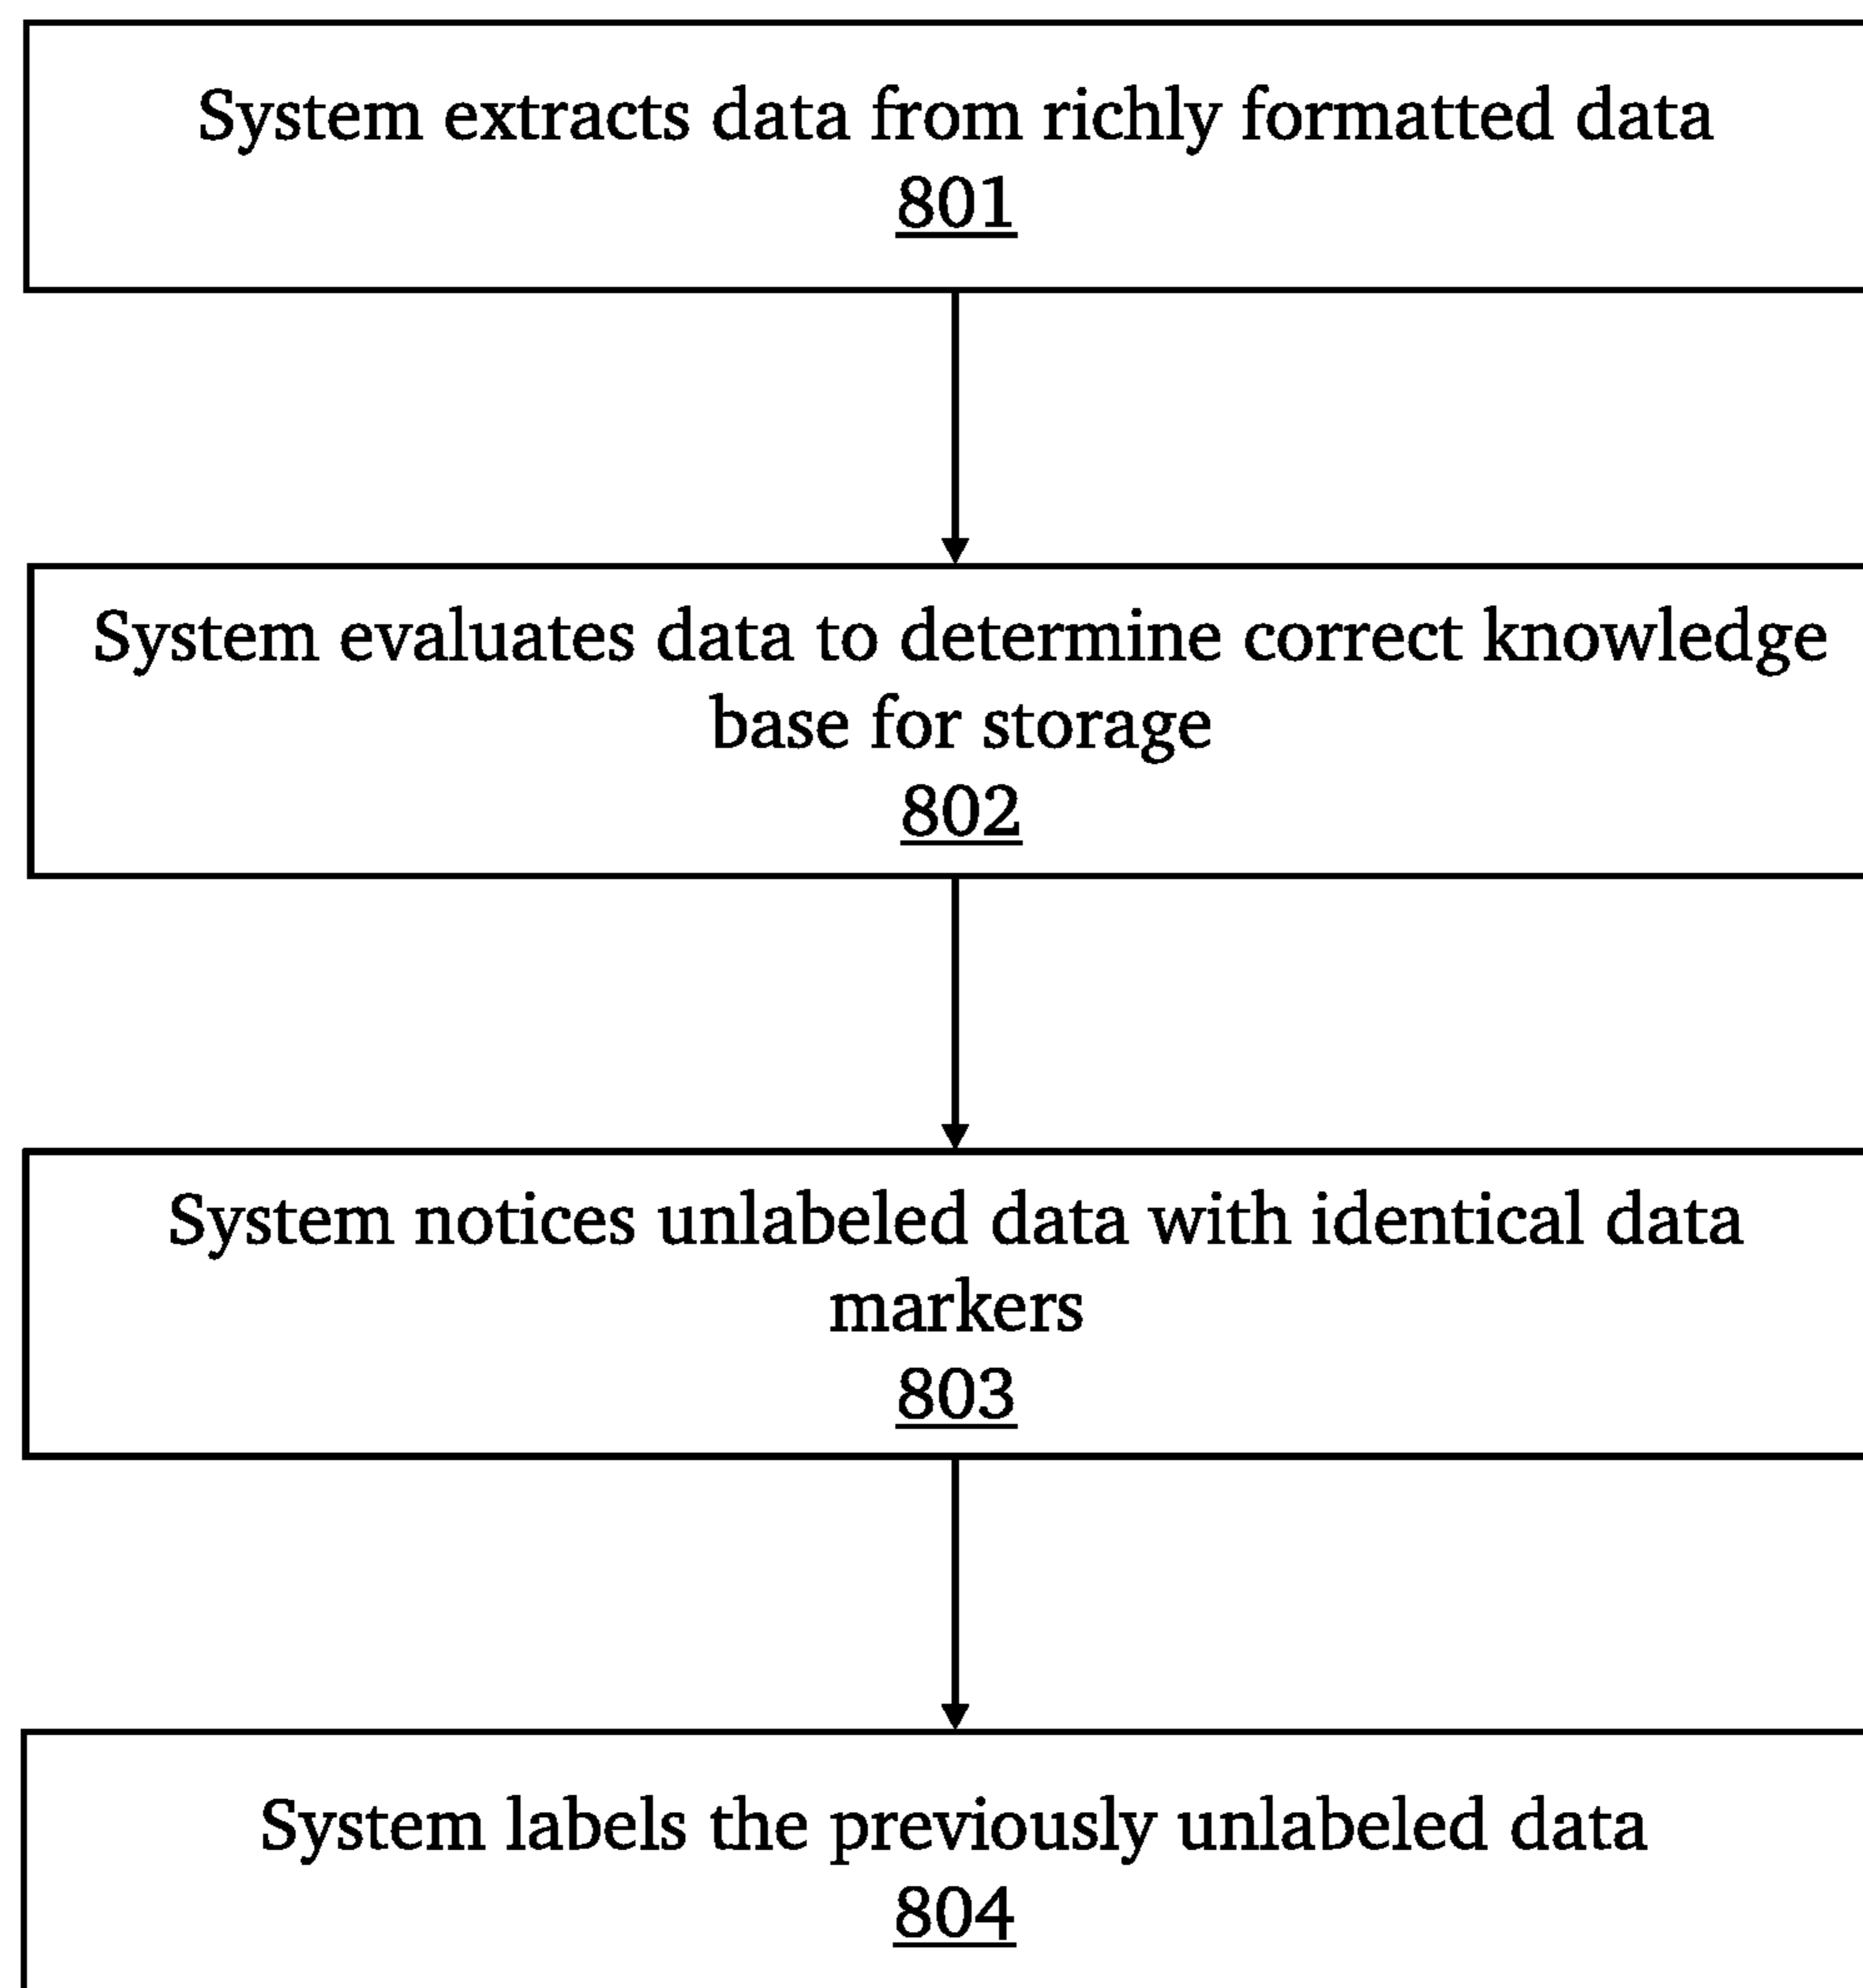 System extracts data from richly formatted data
801
System evaluates data to determine correct knowledge
base for storage
802
System notices unlabeled data with identical data
markers
803
System labels the previously unlabeled data
804